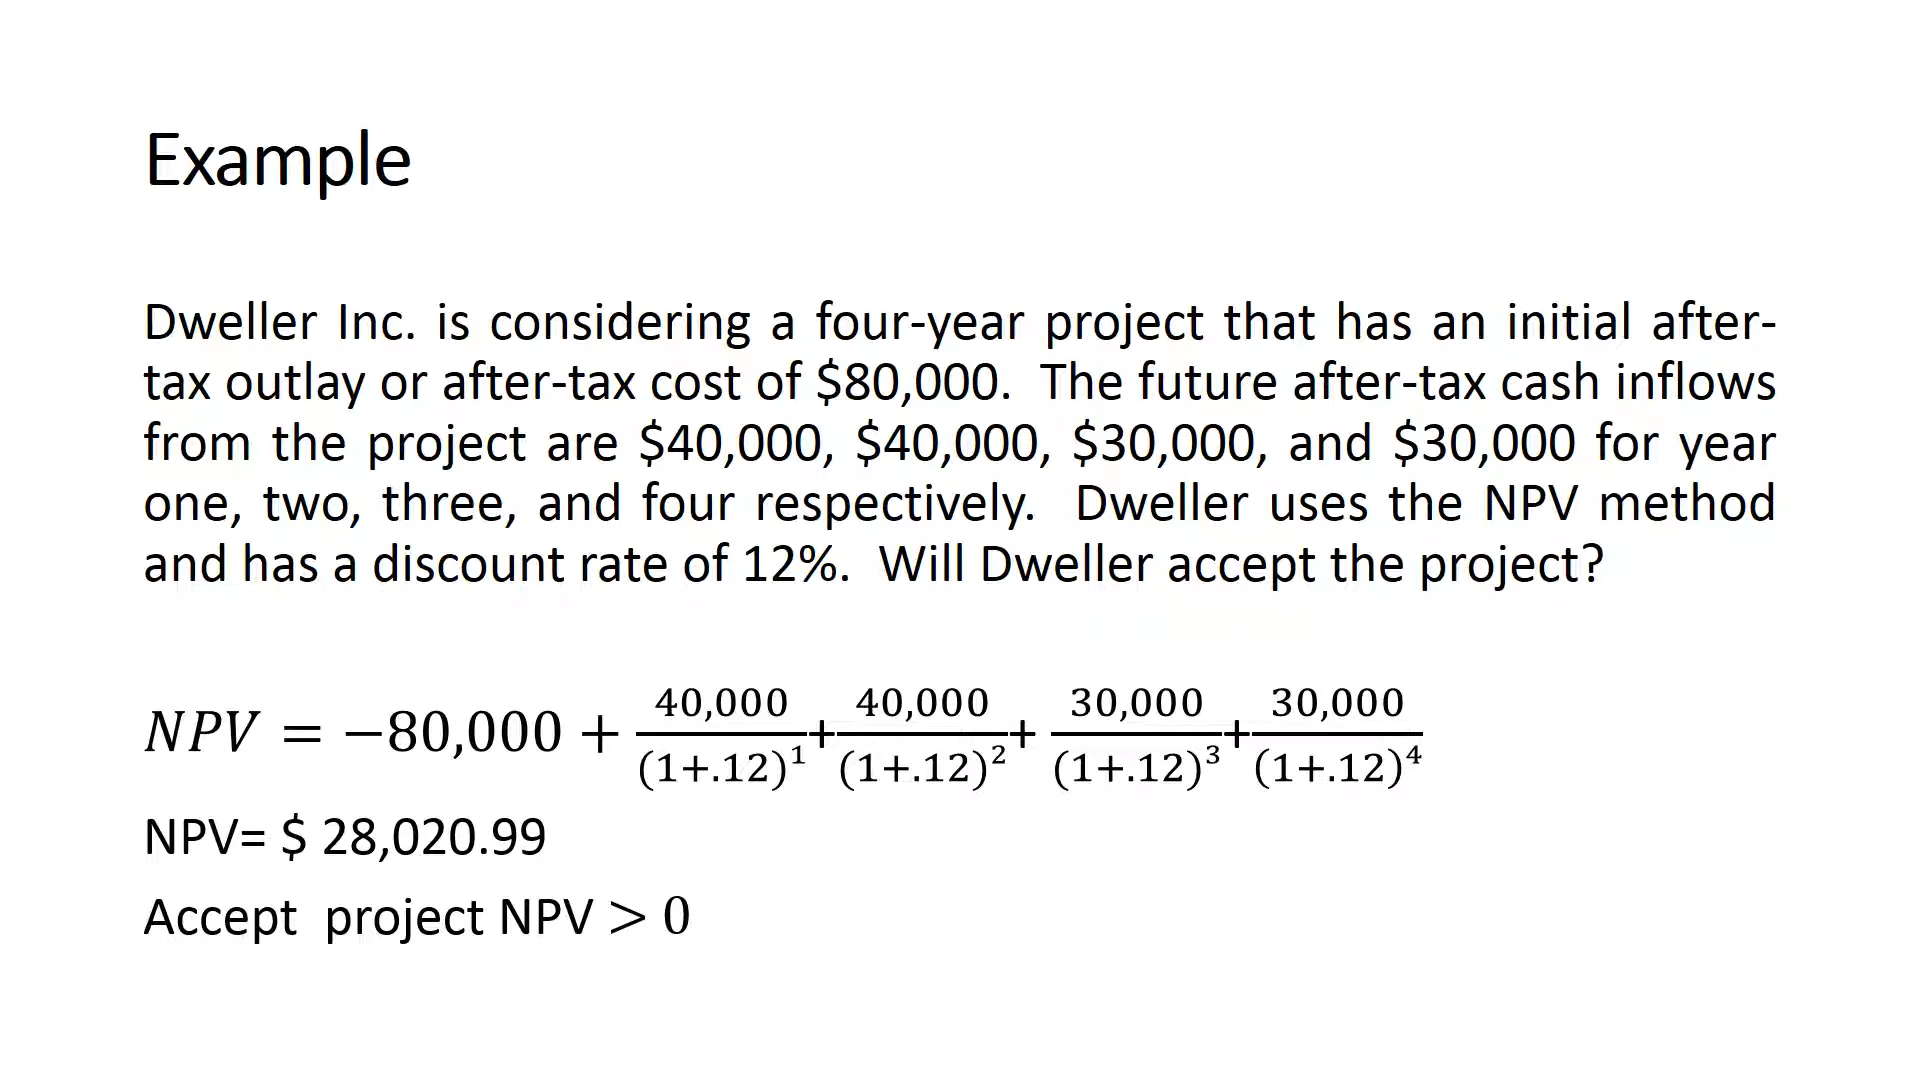 Example
Dweller Inc. is considering a four-year project that has an initial after-
tax outlay or after-tax cost of $80,000.  The future after-tax cash inflows
from the project are $40,000, $40,000, $30,000, and $30,000 for year
one, two, three, and four respectively.  Dweller uses the NPV method
and has a discount rate of 12%.  Will Dweller accept the project?
NPV = −80,000 + 40,000/(1+.12)^1 + 40,000/(1+.12)^2 + 30,000/(1+.12)^3 + 30,000/(1+.12)^4
NPV= $ 28,020.99
Accept  project NPV > 0